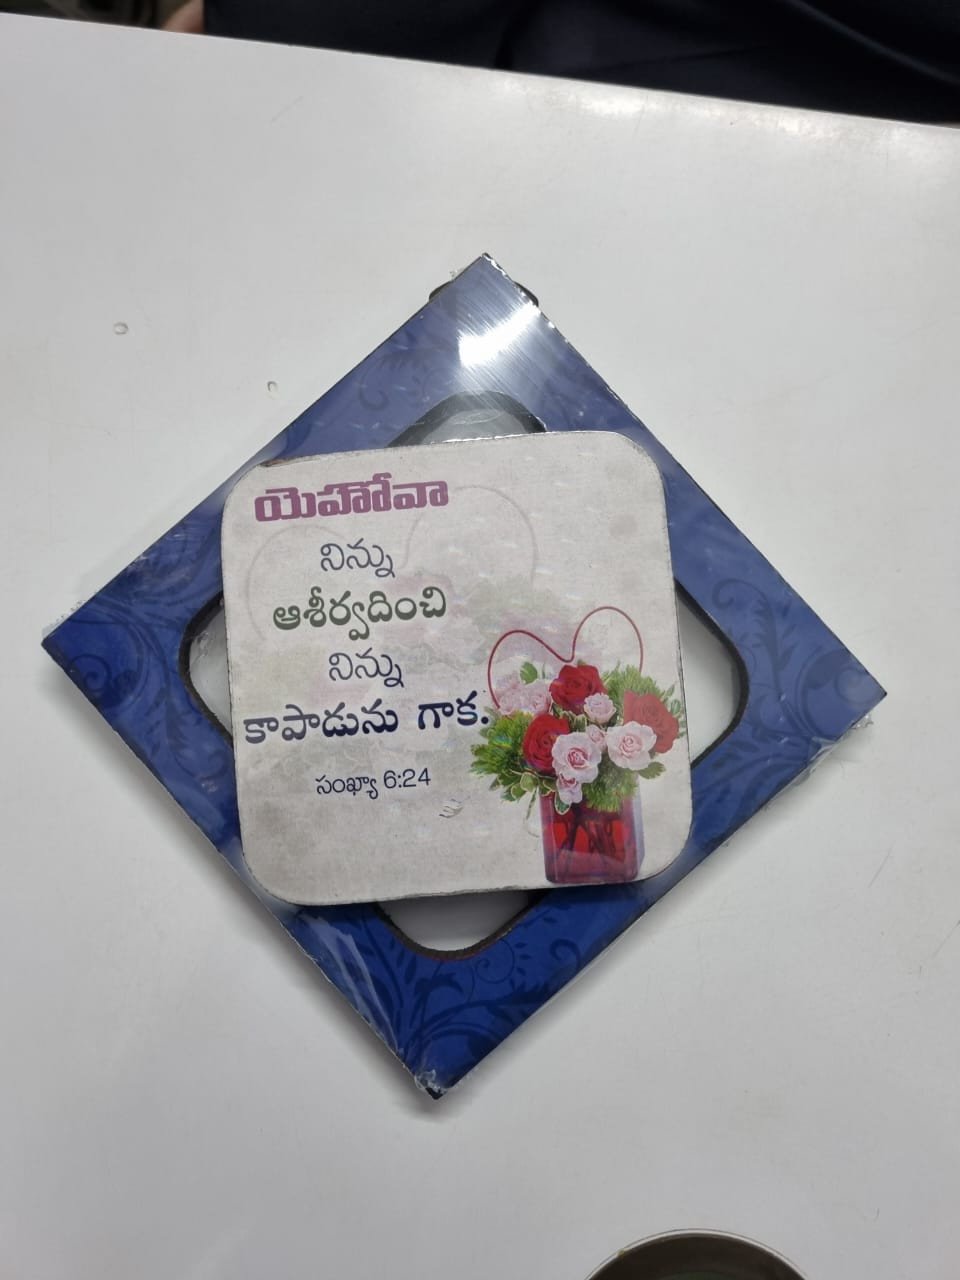 యెహోవా
నిన్ను
ఆశీర్వదించి
నిన్ను
కాపాడును గాక.
సంఖ్యా 6:24